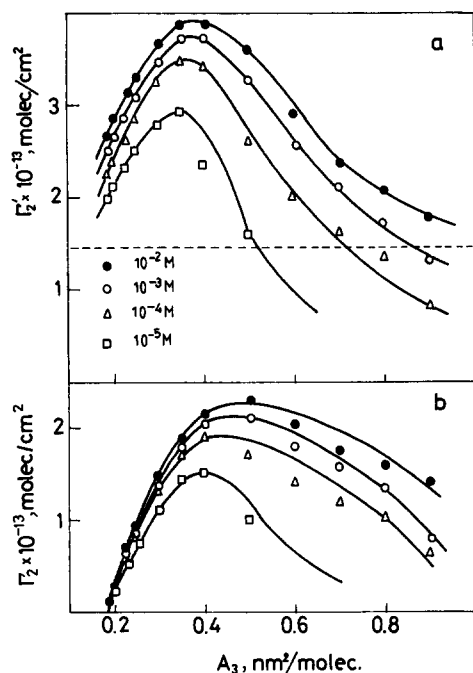 a
Γ₂′ × 10⁻¹³, molec/cm²
3
2
1
● 10⁻² M
○ 10⁻³ M
△ 10⁻⁴ M
□ 10⁻⁵ M
b
Γ₂ × 10⁻¹³, molec/cm²
2
1
0.2 0.4 0.6 0.8
A₃, nm²/molec.